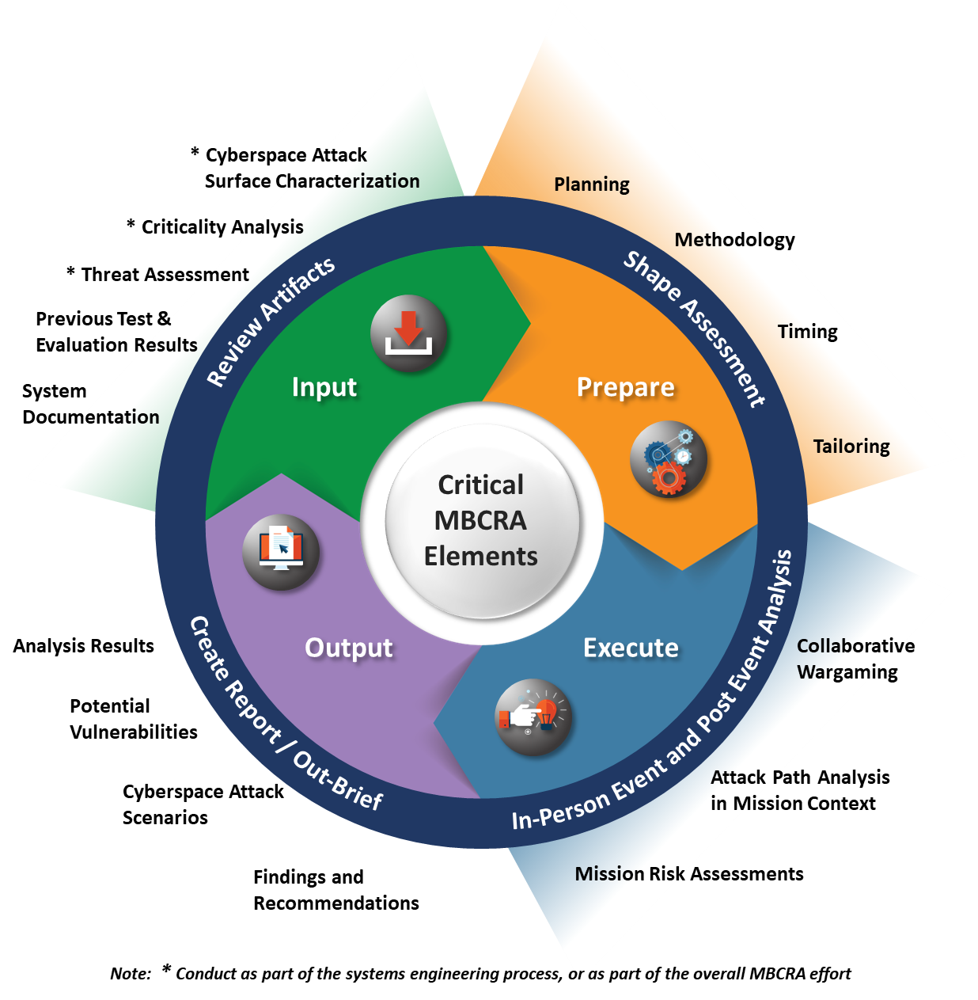 * Cyberspace Attack
Surface Characterization
* Criticality Analysis
* Threat Assessment
Previous Test &
Evaluation Results
System
Documentation
Review Artifacts
Input
Planning
Methodology
Timing
Tailoring
Shape Assessment
Prepare
Critical
MBCRA
Elements
Execute
In-Person Event and Post Event Analysis
Collaborative
Wargaming
Attack Path Analysis
in Mission Context
Mission Risk Assessments
Output
Create Report / Out-Brief
Analysis Results
Potential
Vulnerabilities
Cyberspace Attack
Scenarios
Findings and
Recommendations
Note: * Conduct as part of the systems engineering process, or as part of the overall MBCRA effort